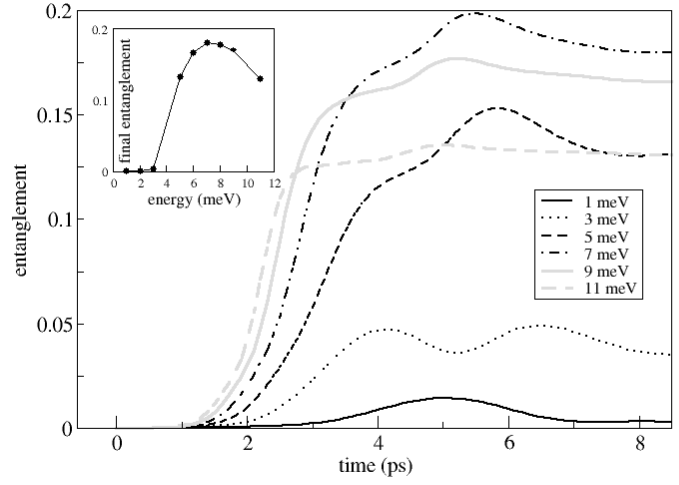 0.2
0.15
0.1
0.05
0
entanglement
0
2
4
6
8
time (ps)
0.2
0.1
0
final entanglement
0 2 4 6 8 10 12
energy (meV)
1 meV
3 meV
5 meV
7 meV
9 meV
11 meV